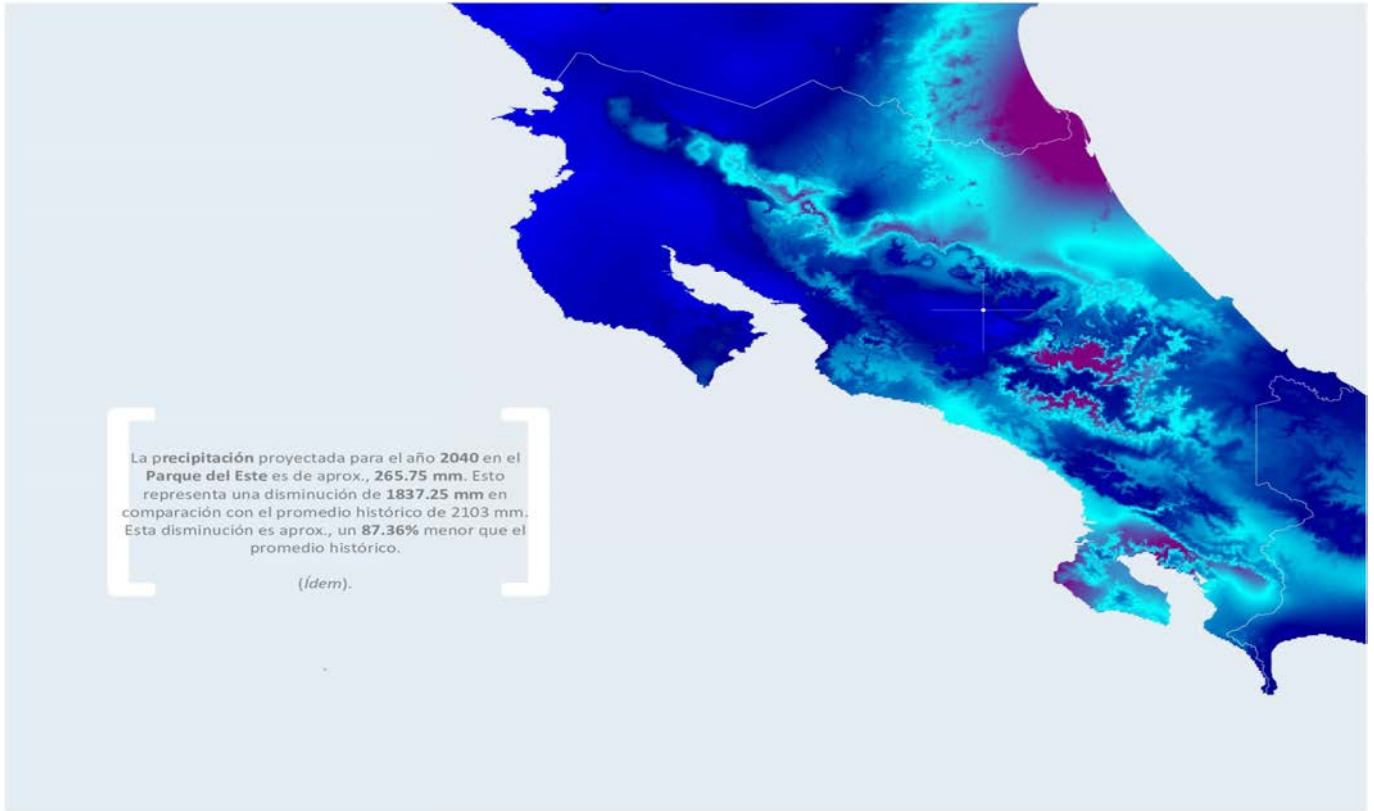 La precipitación proyectada para el año 2040 en el
Parque del Este es de aprox., 265.75 mm. Esto
representa una disminución de 1837.25 mm en
comparación con el promedio histórico de 2103 mm.
Esta disminución es aprox., un 87.36% menor que el
promedio histórico.
(Ídem).